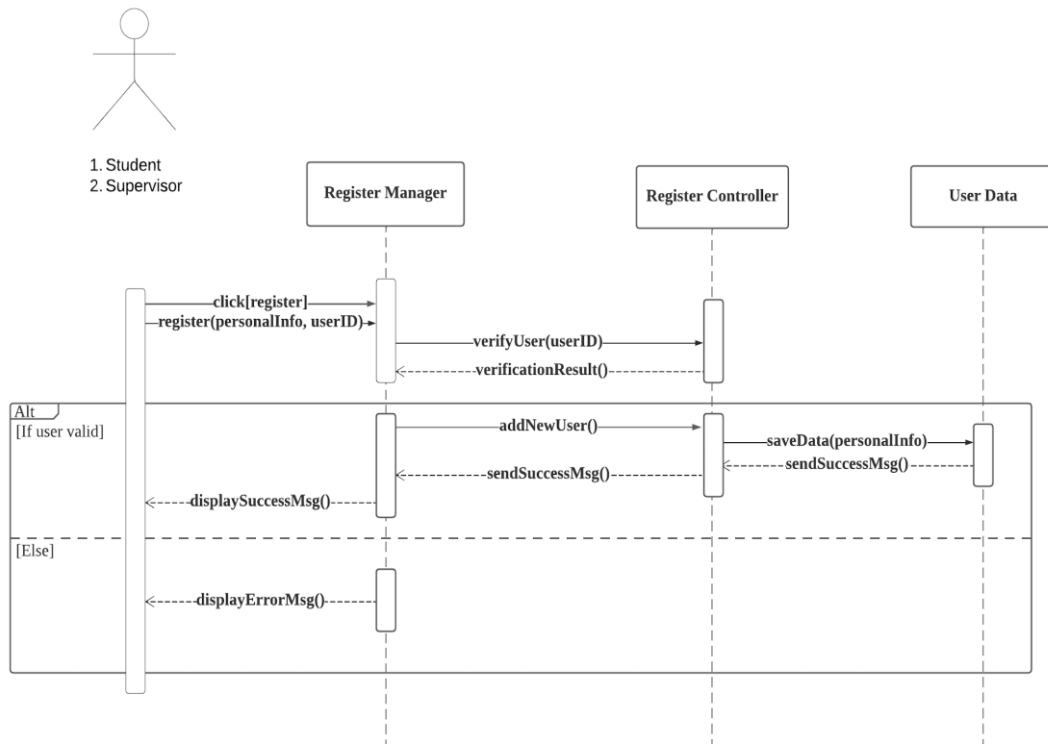 1. Student
2. Supervisor
Register Manager
Register Controller
User Data
click[register]
register(personalInfo, userID)
verifyUser(userID)
verificationResult()
Alt
[If user valid]
addNewUser()
saveData(personalInfo)
sendSuccessMsg()
sendSuccessMsg()
displaySuccessMsg()
[Else]
displayErrorMsg()